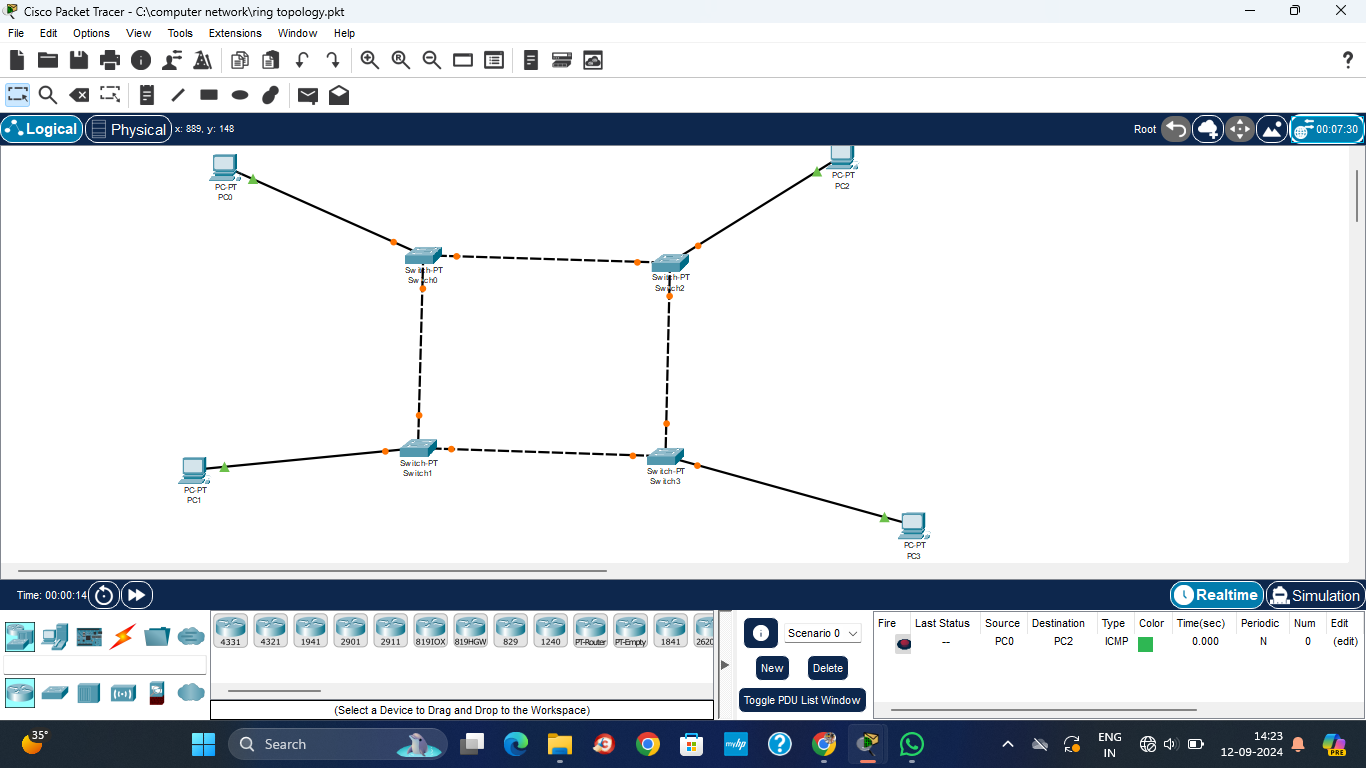 Cisco Packet Tracer - C:\computer network\ring topology.pkt
File Edit Options View Tools Extensions Window Help
Logical Physical x: 889, y: 148 Root 00:07:30
PC-PT
PC0
PC-PT
PC2
Switch-PT
Switch0
Switch-PT
Switch2
Switch-PT
Switch1
Switch-PT
Switch3
PC-PT
PC1
PC-PT
PC3
Time: 00:00:14 Realtime Simulation
4331 4321 1941 2901 2911 819IOX 819HGW 829 1240 PT-Router PT-Empty 1841 2620
(Select a Device to Drag and Drop to the Workspace)
Scenario 0
New Delete
Toggle PDU List Window
Fire Last Status Source Destination Type Color Time(sec) Periodic Num Edit
-- PC0 PC2 ICMP 0.000 N 0 (edit)
35°
Search
myhp
ENG
IN
14:23
12-09-2024
PRE